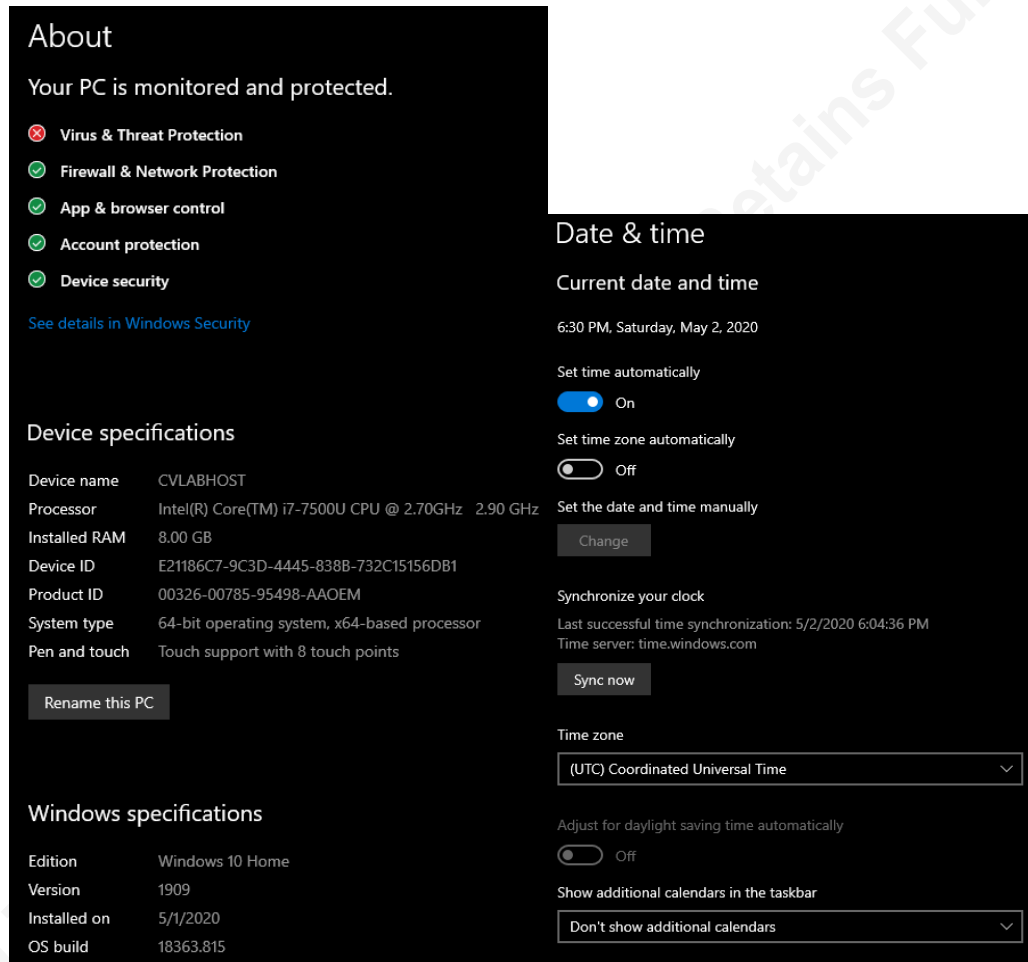 About
Your PC is monitored and protected.
Virus & Threat Protection
Firewall & Network Protection
App & browser control
Account protection
Device security
See details in Windows Security
Device specifications
Device name CVLABHOST
Processor Intel(R) Core(TM) i7-7500U CPU @ 2.70GHz 2.90 GHz
Installed RAM 8.00 GB
Device ID E21186C7-9C3D-4445-838B-732C15156DB1
Product ID 00326-00785-95498-AAOEM
System type 64-bit operating system, x64-based processor
Pen and touch Touch support with 8 touch points
Rename this PC
Windows specifications
Edition Windows 10 Home
Version 1909
Installed on 5/1/2020
OS build 18363.815
Date & time
Current date and time
6:30 PM, Saturday, May 2, 2020
Set time automatically
On
Set time zone automatically
Off
Set the date and time manually
Change
Synchronize your clock
Last successful time synchronization: 5/2/2020 6:04:36 PM
Time server: time.windows.com
Sync now
Time zone
(UTC) Coordinated Universal Time
Adjust for daylight saving time automatically
Off
Show additional calendars in the taskbar
Don't show additional calendars